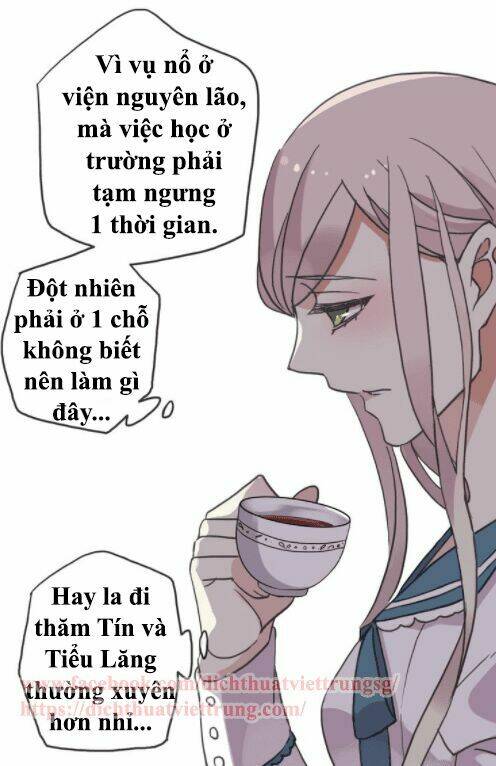 Vì vụ nổ ở
viện nguyên lão,
mà việc học ở
trường phải
tạm ngưng
1 thời gian.
Đột nhiên
phải ở 1 chỗ
không biết
nên làm gì
đây...
Hay la đi
thăm Tín và
Tiểu Lăng
thường xuyên
hơn nhỉ...
www.facebook.com/dichthuatviettrungsg/
https://dichthuatviettrung.com/